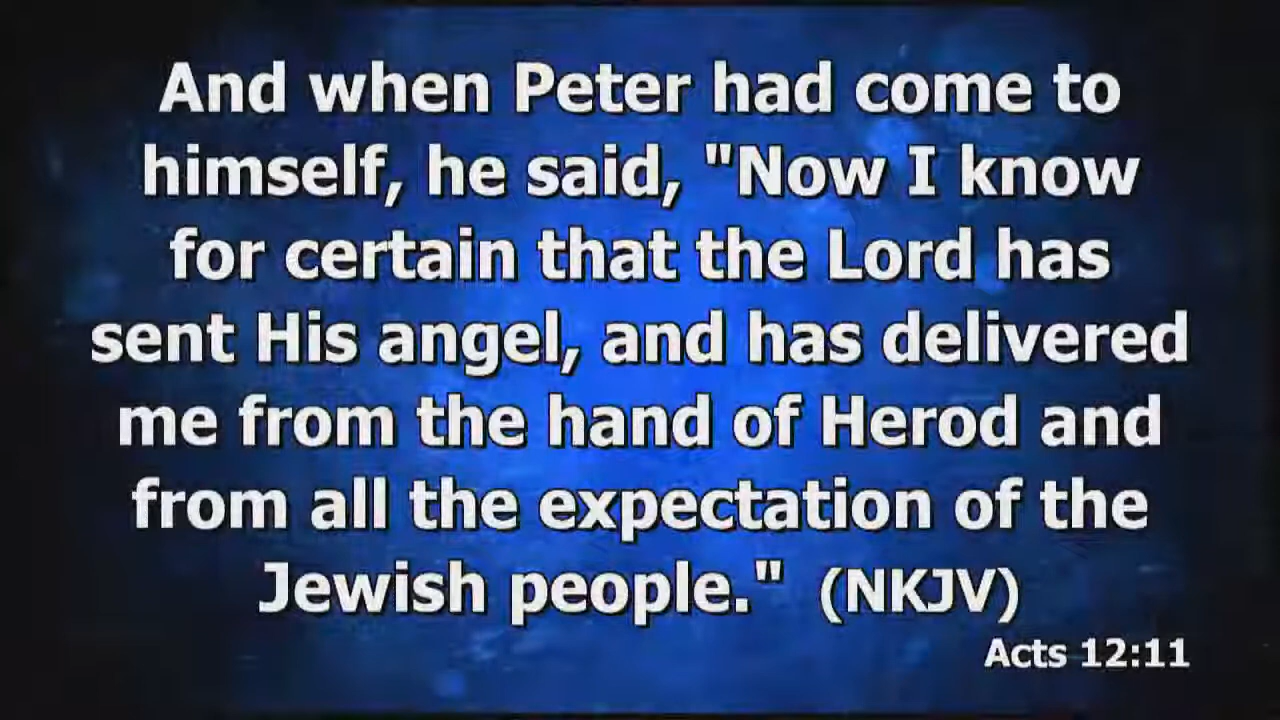 And when Peter had come to
himself, he said, "Now I know
for certain that the Lord has
sent His angel, and has delivered
me from the hand of Herod and
from all the expectation of the
Jewish people." (NKJV)
Acts 12:11